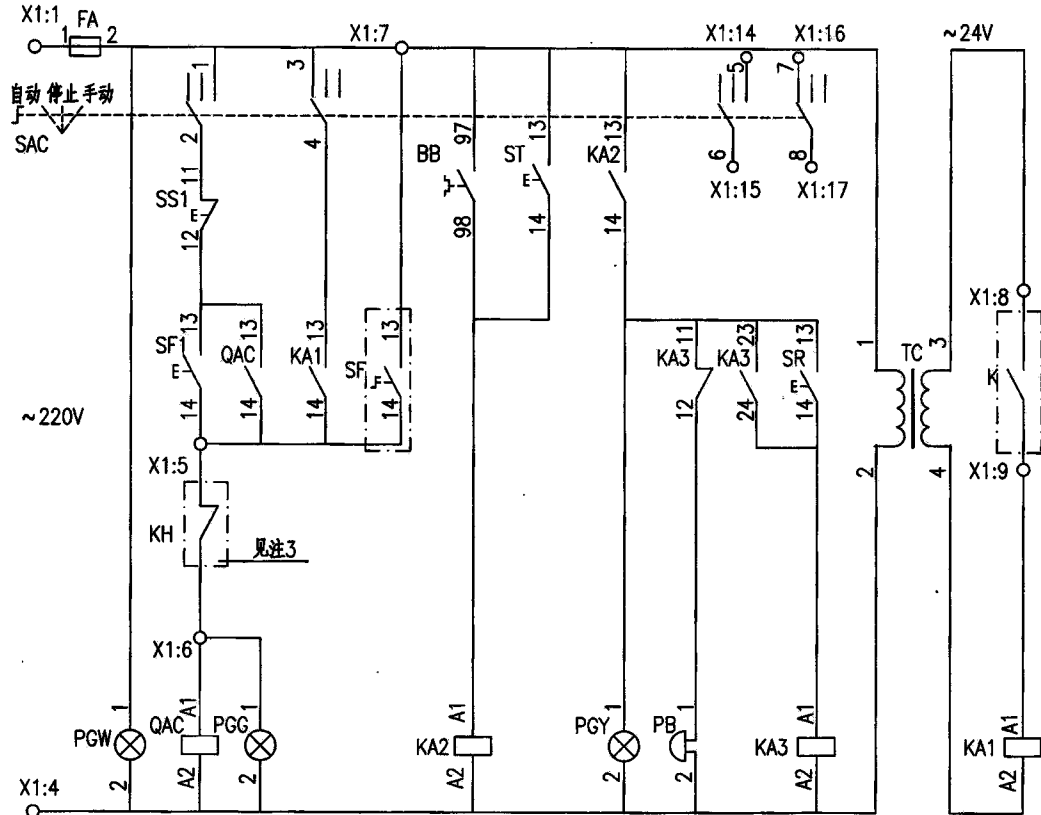 X1:1 FA
1 2
X1:7
X1:14 X1:16
~24V
自动 停止 手动
SAC
1
2
3
4
5
6
7
8
X1:15 X1:17
11
SS1
E
12
BB
97
98
ST
13
E
14
KA2
13
14
13
SF1
E
14
QAC
13
14
KA1
13
14
SF
13
E
14
11
KA3
12
23
KA3
24
13
SR
E
14
1
TC
3
2
4
X1:8
K
X1:9
~220V
X1:5
KH
见注3
X1:6
PGW
1
2
QAC
A1
A2
PGG
1
2
KA2
A1
A2
PGY
1
2
PB
1
2
KA3
A1
A2
KA1
A1
A2
X1:4